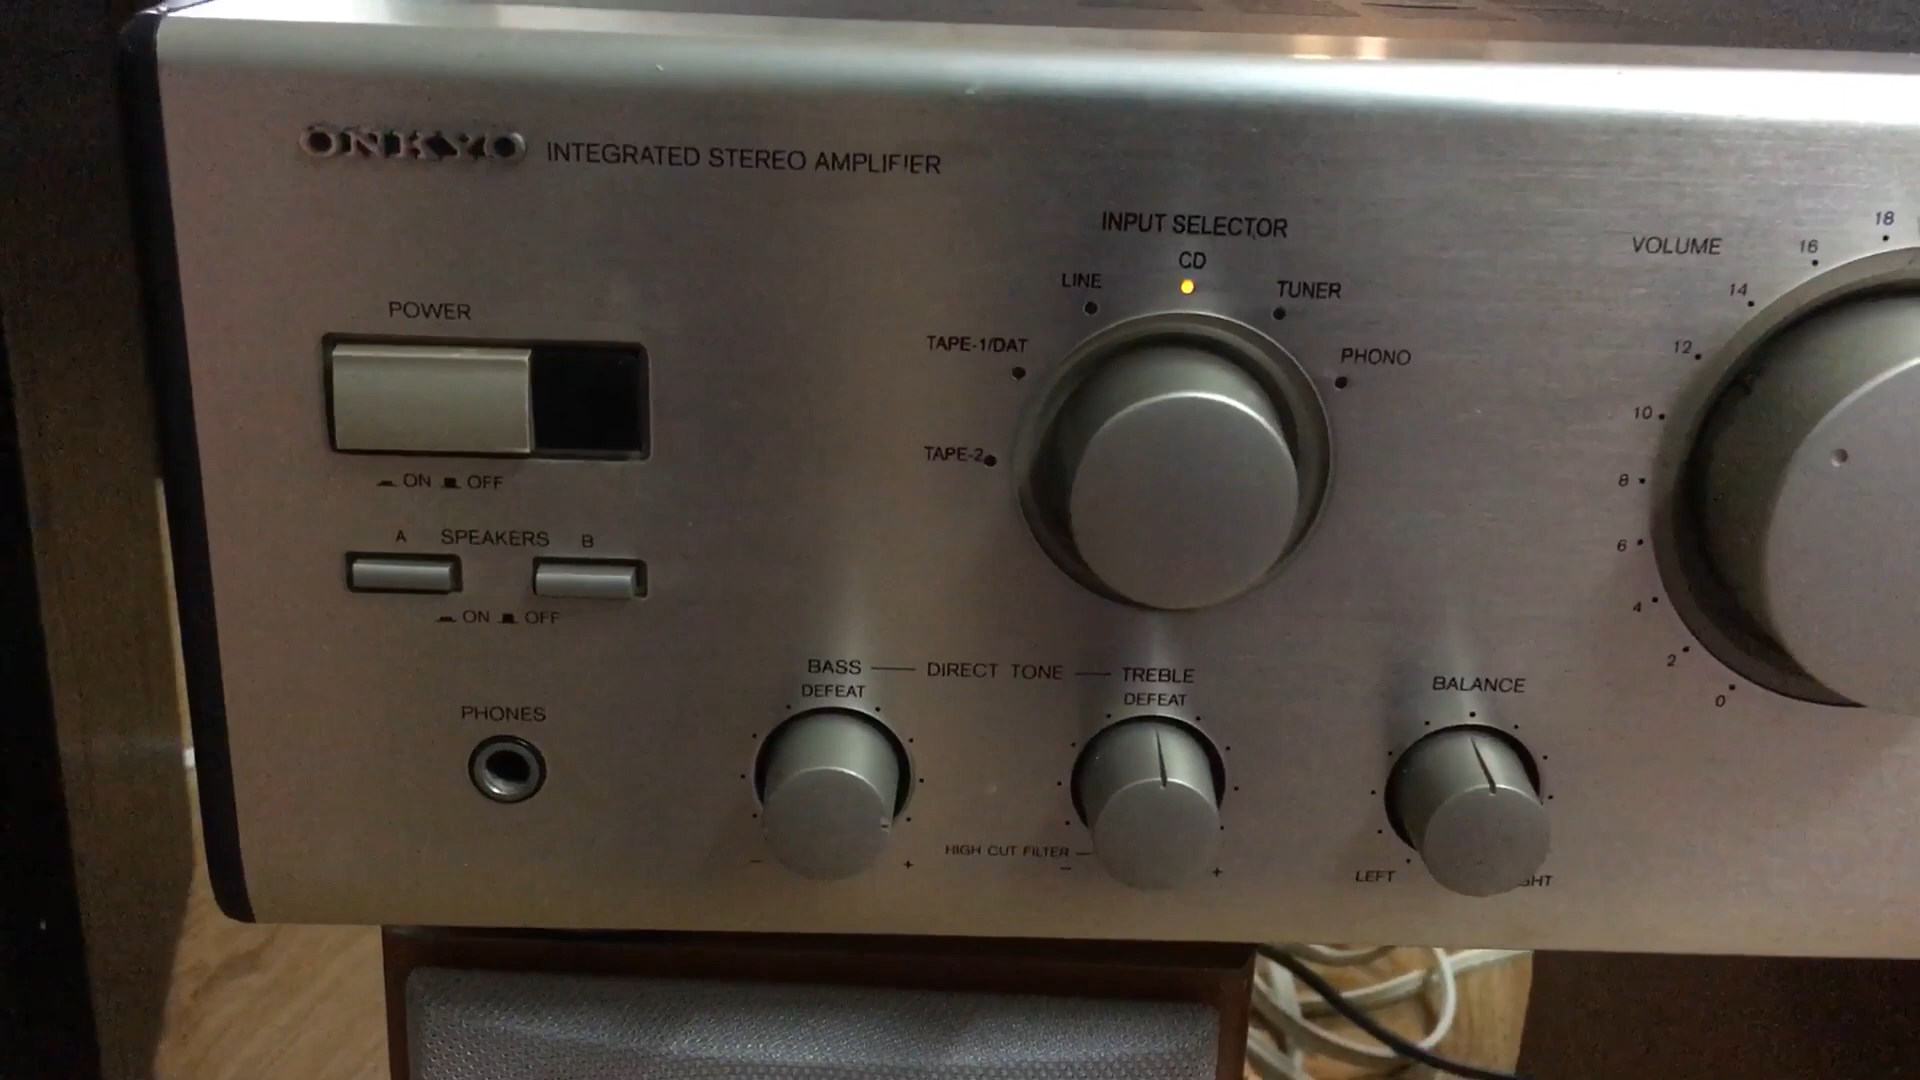 ONKYO INTEGRATED STEREO AMPLIFIER
INPUT SELECTOR
CD
LINE
TUNER
TAPE-1/DAT
PHONO
TAPE-2
VOLUME
18
16
14
12
10
8
6
4
2
0
POWER
ON OFF
A SPEAKERS B
ON OFF
PHONES
BASS DIRECT TONE TREBLE
DEFEAT DEFEAT
- +
HIGH CUT FILTER
- +
BALANCE
LEFT